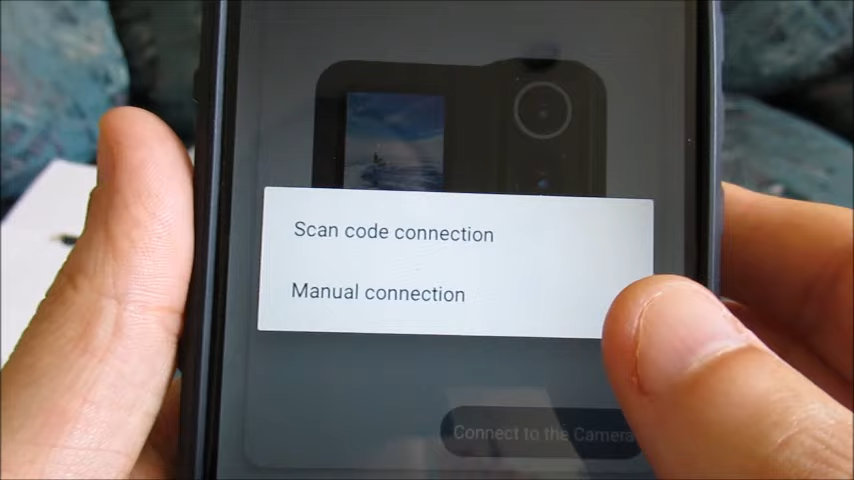 Scan code connection
Manual connection
Connect to the Camera